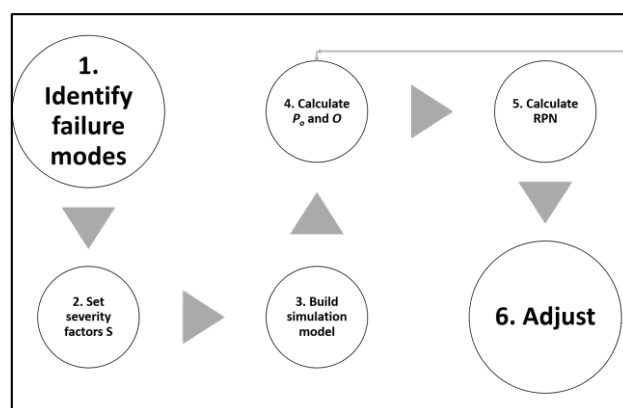 1.
Identify
failure
modes
2. Set
severity
factors S
3. Build
simulation
model
4. Calculate
Pₒ and O
5. Calculate
RPN
6. Adjust